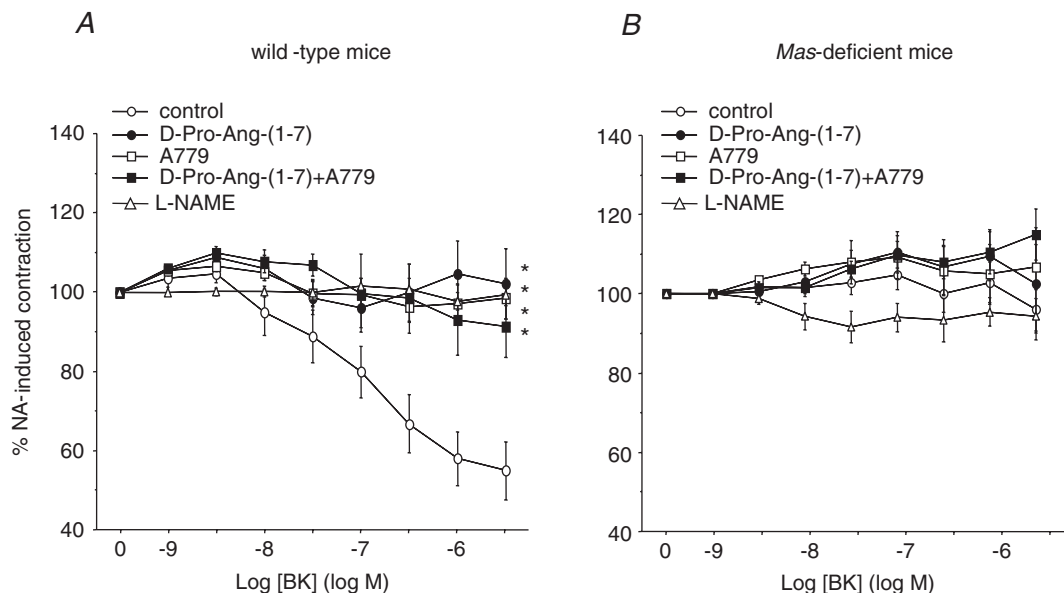 A
wild -type mice
control
D-Pro-Ang-(1-7)
A779
D-Pro-Ang-(1-7)+A779
L-NAME
% NA-induced contraction
140
120
100
80
60
40
*
*
*
*
0 -9 -8 -7 -6
Log [BK] (log M)
B
Mas-deficient mice
control
D-Pro-Ang-(1-7)
A779
D-Pro-Ang-(1-7)+A779
L-NAME
140
120
100
80
60
40
0 -9 -8 -7 -6
Log [BK] (log M)